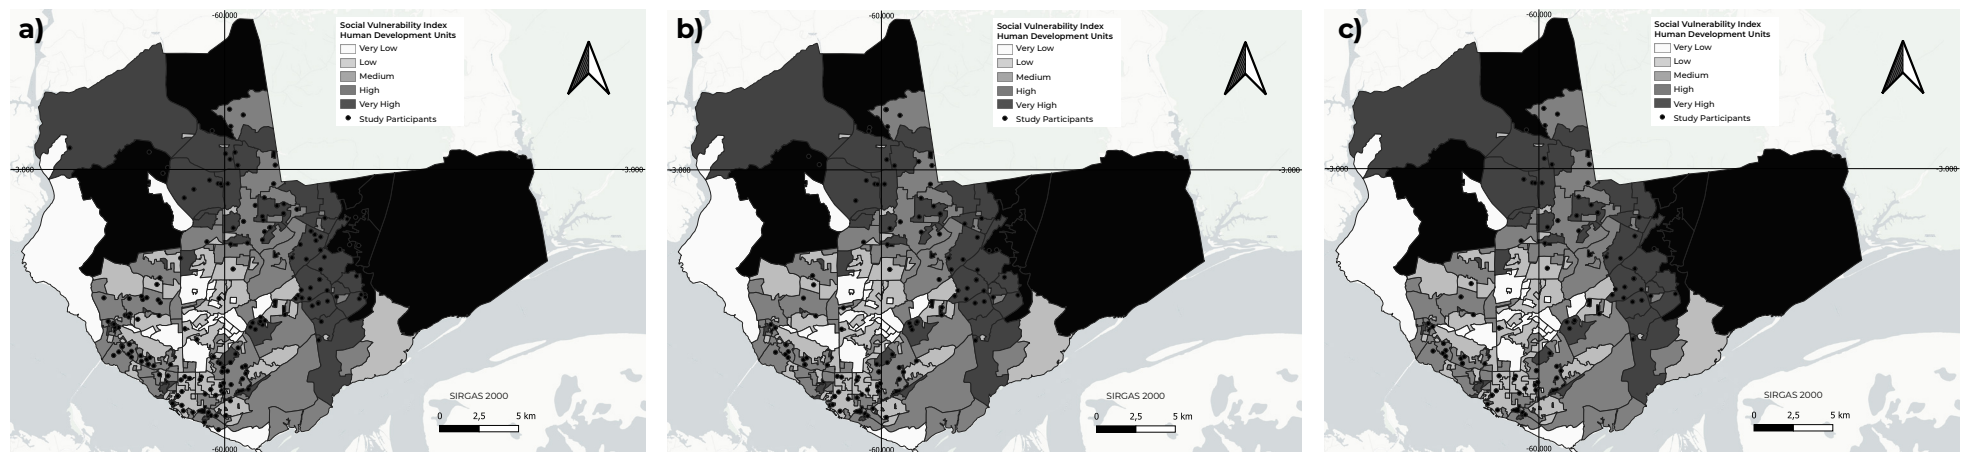 a)
-60.000
Social Vulnerability Index
Human Development Units
Very Low
Low
Medium
High
Very High
Study Participants
-3.000
-3.000
SIRGAS 2000
0 2,5 5 km
-60.000
b)
-60.000
Social Vulnerability Index
Human Development Units
Very Low
Low
Medium
High
Very High
Study Participants
-3.000
-3.000
SIRGAS 2000
0 2,5 5 km
-60.000
c)
-60.000
Social Vulnerability Index
Human Development Units
Very Low
Low
Medium
High
Very High
Study Participants
-3.000
-3.000
SIRGAS 2000
0 2,5 5 km
-60.000